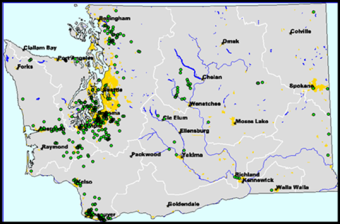 Bellingham
Clallam Bay
Forks
Port Angeles
Omak
Colville
Chelan
Seattle
Spokane
Wenatchee
Cle Elum
Moses Lake
Aberdeen
Ellensburg
Raymond
Packwood
Yakima
Kelso
Richland
Kennewick
Walla Walla
Goldendale